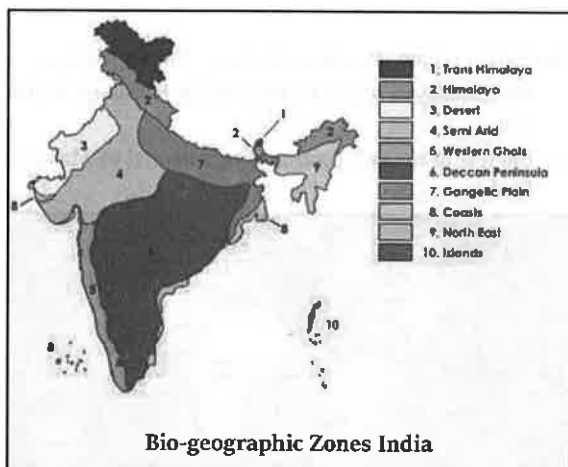 1. Trans Himalaya
2. Himalaya
3. Desert
4. Semi Arid
5. Western Ghats
6. Deccan Peninsula
7. Gangetic Plain
8. Coasts
9. North East
10. Islands
2
1
2
2
3
7
9
4
8
8
5
10
8
Bio-geographic Zones India